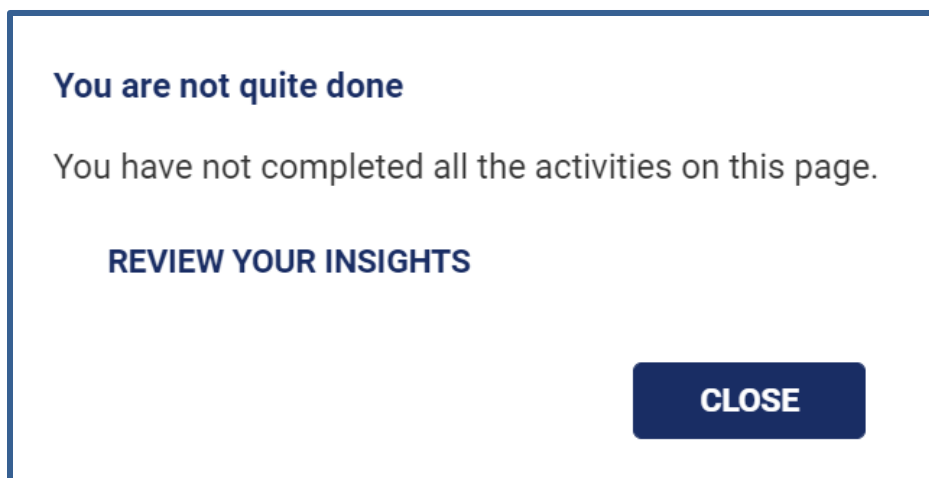 You are not quite done
You have not completed all the activities on this page.
REVIEW YOUR INSIGHTS
CLOSE